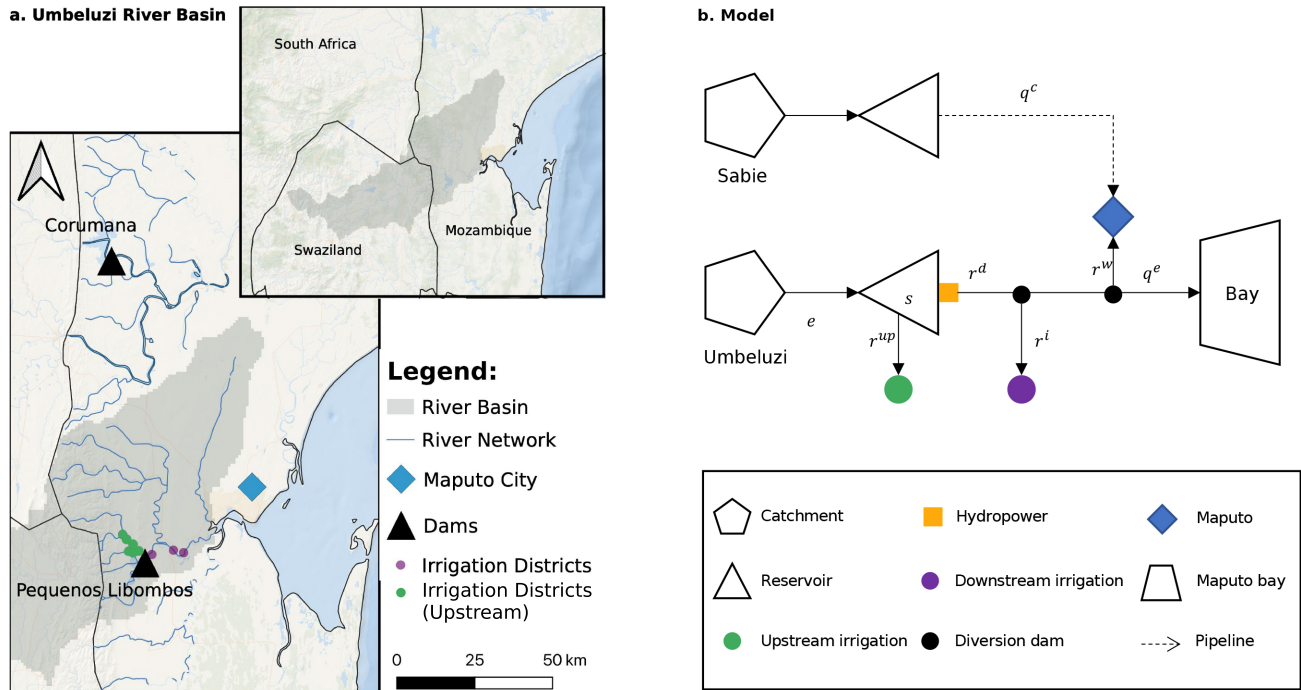 a. Umbeluzi River Basin
South Africa
Swaziland
Mozambique
Corumana
Pequenos Libombos
Legend:
River Basin
River Network
Maputo City
Dams
Irrigation Districts
Irrigation Districts
(Upstream)
0 25 50 km
b. Model
q^c
Sabie
r^d
r^w
q^e
s
Bay
e
r^up
r^i
Umbeluzi
Catchment
Hydropower
Maputo
Reservoir
Downstream irrigation
Maputo bay
Upstream irrigation
Diversion dam
Pipeline